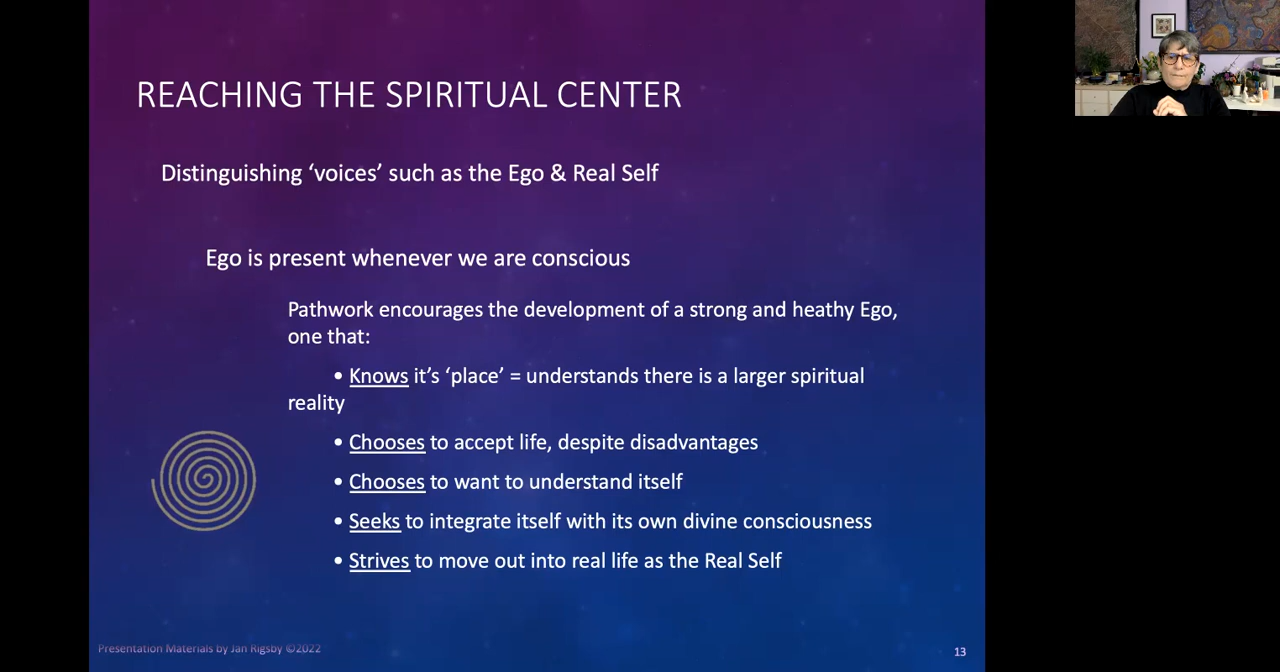 REACHING THE SPIRITUAL CENTER
Distinguishing ‘voices’ such as the Ego & Real Self
Ego is present whenever we are conscious
Pathwork encourages the development of a strong and heathy Ego,
one that:
• Knows it’s ‘place’ = understands there is a larger spiritual
reality
• Chooses to accept life, despite disadvantages
• Chooses to want to understand itself
• Seeks to integrate itself with its own divine consciousness
• Strives to move out into real life as the Real Self
Presentation Materials by Jan Rigsby ©2022
13